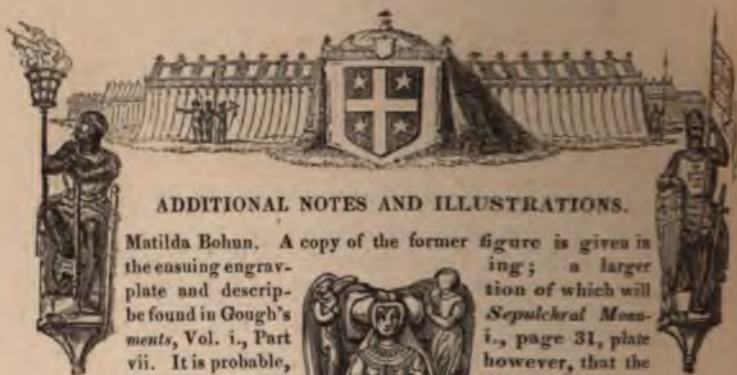 ADDITIONAL NOTES AND ILLUSTRATIONS.
Matilda Bohun. A copy of the former figure is given in
the ensuing engrav- ing; a larger
plate and descrip- tion of which will
be found in Gough's Sepulchral Monu-
ments, Vol. i., Part i., page 31, plate
vii. It is probable, however, that the